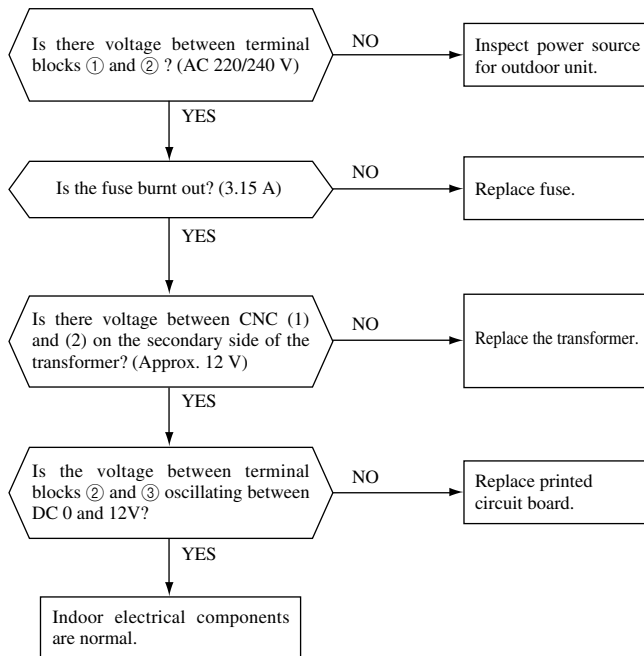 Is there voltage between terminal
blocks ① and ② ? (AC 220/240 V)
NO
Inspect power source
for outdoor unit.
YES
Is the fuse burnt out? (3.15 A)
NO
Replace fuse.
YES
Is there voltage between CNC (1)
and (2) on the secondary side of the
transformer? (Approx. 12 V)
NO
Replace the transformer.
YES
Is the voltage between terminal
blocks ② and ③ oscillating between
DC 0 and 12V?
NO
Replace printed
circuit board.
YES
Indoor electrical components
are normal.